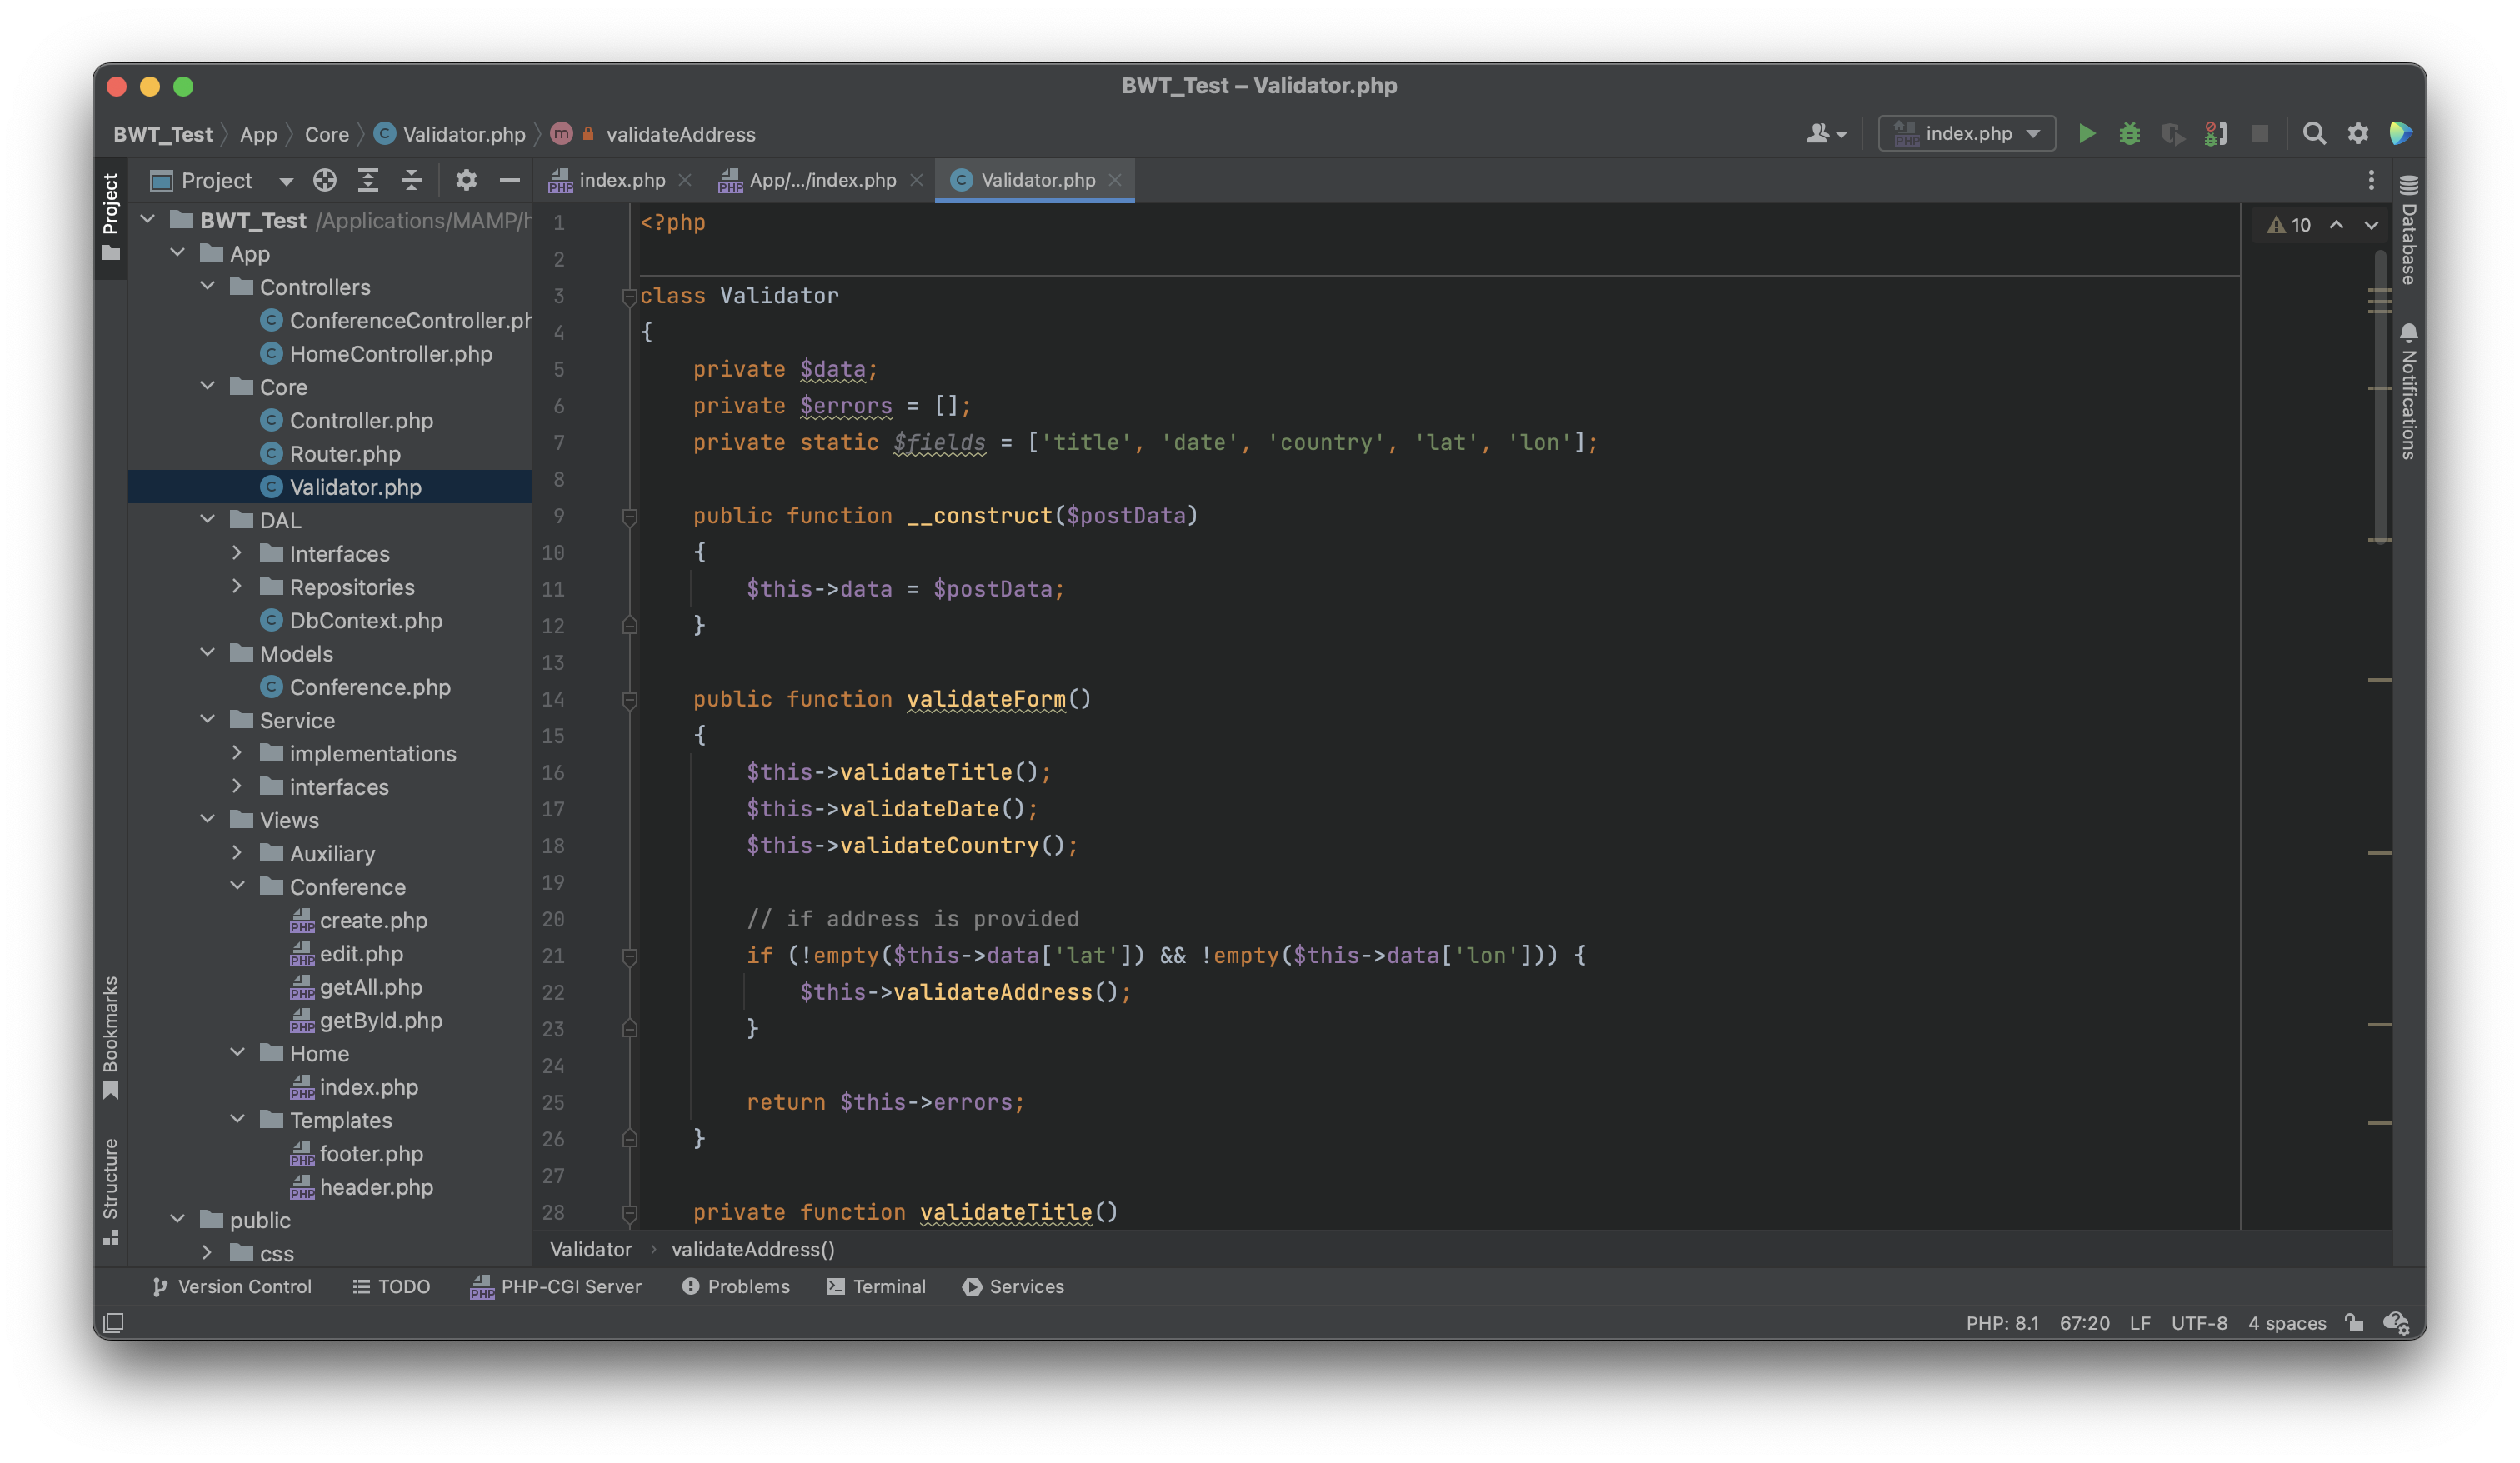 BWT_Test – Validator.php
BWT_Test App Core C Validator.php m validateAddress
index.php
Project
Project
BWT_Test /Applications/MAMP/h
App
Controllers
ConferenceController.ph
HomeController.php
Core
Controller.php
Router.php
Validator.php
DAL
Interfaces
Repositories
DbContext.php
Models
Conference.php
Service
implementations
interfaces
Views
Auxiliary
Conference
create.php
edit.php
getAll.php
getById.php
Home
index.php
Templates
footer.php
header.php
public
css
Bookmarks
Structure
index.php App/.../index.php Validator.php
10
1 <?php
2
3 class Validator
4 {
5 private $data;
6 private $errors = [];
7 private static $fields = ['title', 'date', 'country', 'lat', 'lon'];
8
9 public function __construct($postData)
10 {
11 $this->data = $postData;
12 }
13
14 public function validateForm()
15 {
16 $this->validateTitle();
17 $this->validateDate();
18 $this->validateCountry();
19
20 // if address is provided
21 if (!empty($this->data['lat']) && !empty($this->data['lon'])) {
22 $this->validateAddress();
23 }
24
25 return $this->errors;
26 }
27
28 private function validateTitle()
Validator › validateAddress()
Database
Notifications
Version Control TODO PHP-CGI Server Problems Terminal Services
PHP: 8.1 67:20 LF UTF-8 4 spaces